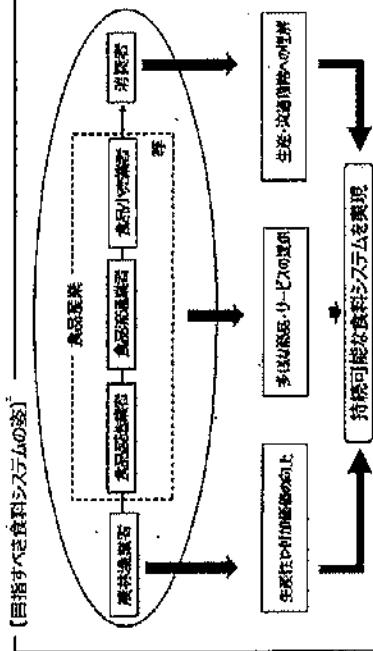 【目指すべき食料システムの姿】
食品産業
農林漁業者
食品製造業者
食品流通業者
食品小売業者
等
消費者
生産性や付加価値の向上
多様な商品・サービスの提供
生産・流通価格への理解
持続可能な食料システムを実現